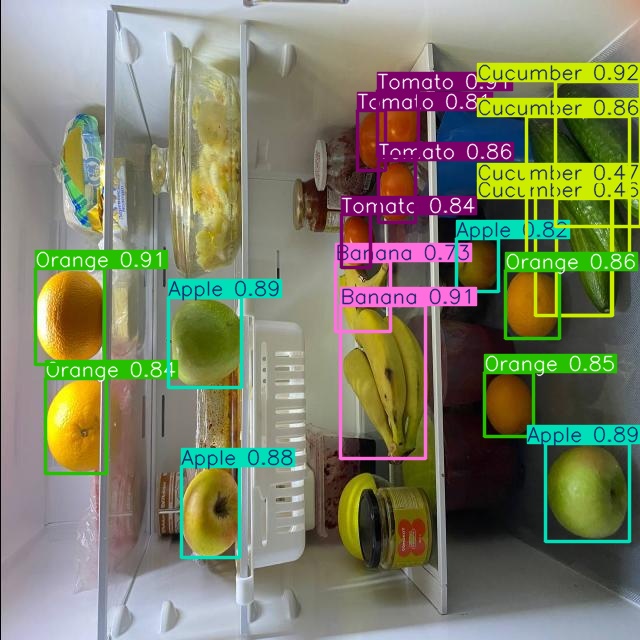 Tomato 0.91
Tomato 0.81
Tomato 0.86
Tomato 0.84
Cucumber 0.92
Cucumber 0.86
Cucumber 0.47
Cucumber 0.45
Apple 0.82
Banana 0.73
Orange 0.91
Orange 0.86
Apple 0.89
Banana 0.91
Orange 0.84
Orange 0.85
Apple 0.89
Apple 0.88